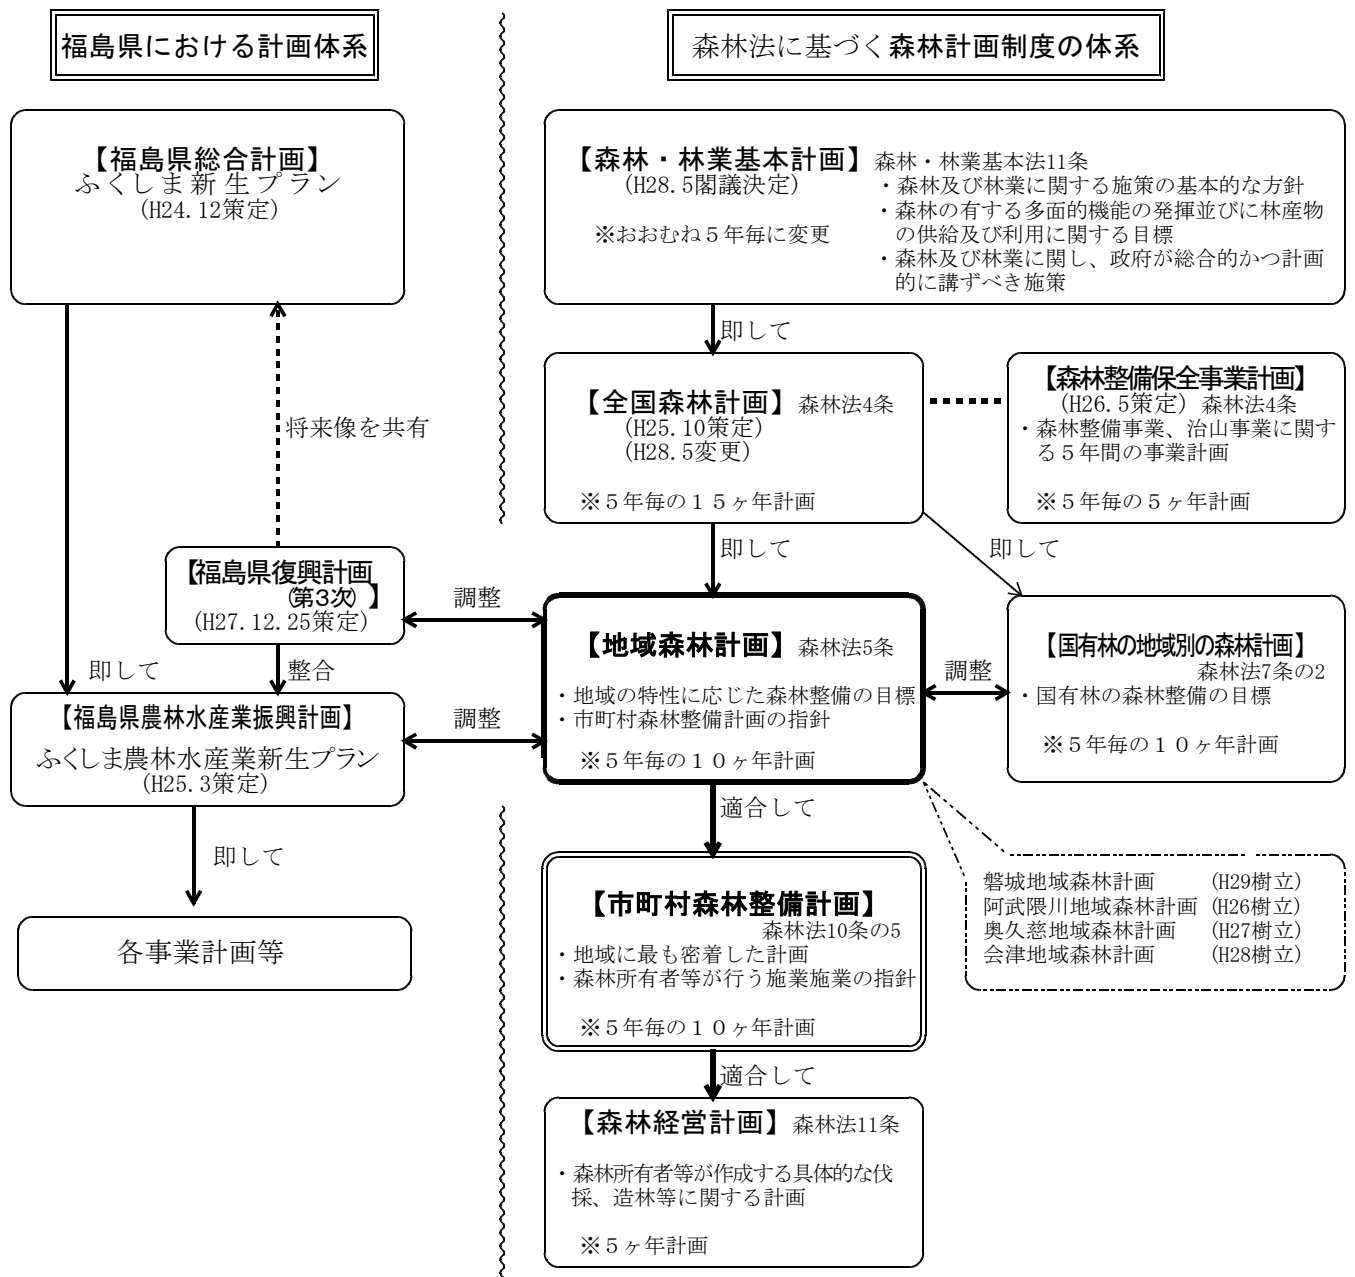 福島県における計画体系
【福島県総合計画】
ふくしま新生プラン
(H24.12策定)
将来像を共有
【福島県復興計画
(第３次) 】
(H27.12.25策定)
即して
整合
【福島県農林水産業振興計画】
ふくしま農林水産業新生プラン
(H25.3策定)
即して
各事業計画等
調整
調整
森林法に基づく森林計画制度の体系
【森林・林業基本計画】 森林・林業基本法11条
(H28.5閣議決定)
※おおむね５年毎に変更
・森林及び林業に関する施策の基本的な方針
・森林の有する多面的機能の発揮並びに林産物
の供給及び利用に関する目標
・森林及び林業に関し、政府が総合的かつ計画
的に講ずべき施策
即して
【全国森林計画】 森林法4条
(H25.10策定)
(H28.5変更)
※５年毎の１５ヶ年計画
【森林整備保全事業計画】
(H26.5策定) 森林法4条
・森林整備事業、治山事業に関す
る５年間の事業計画
※５年毎の５ヶ年計画
即して
即して
【地域森林計画】 森林法5条
・地域の特性に応じた森林整備の目標
・市町村森林整備計画の指針
※５年毎の１０ヶ年計画
調整
【国有林の地域別の森林計画】
森林法7条の2
・国有林の森林整備の目標
※５年毎の１０ヶ年計画
適合して
磐城地域森林計画 (H29樹立)
阿武隈川地域森林計画 (H26樹立)
奥久慈地域森林計画 (H27樹立)
会津地域森林計画 (H28樹立)
【市町村森林整備計画】
森林法10条の5
・地域に最も密着した計画
・森林所有者等が行う施業施業の指針
※５年毎の１０ヶ年計画
適合して
【森林経営計画】 森林法11条
・森林所有者等が作成する具体的な伐
採、造林等に関する計画
※５ヶ年計画